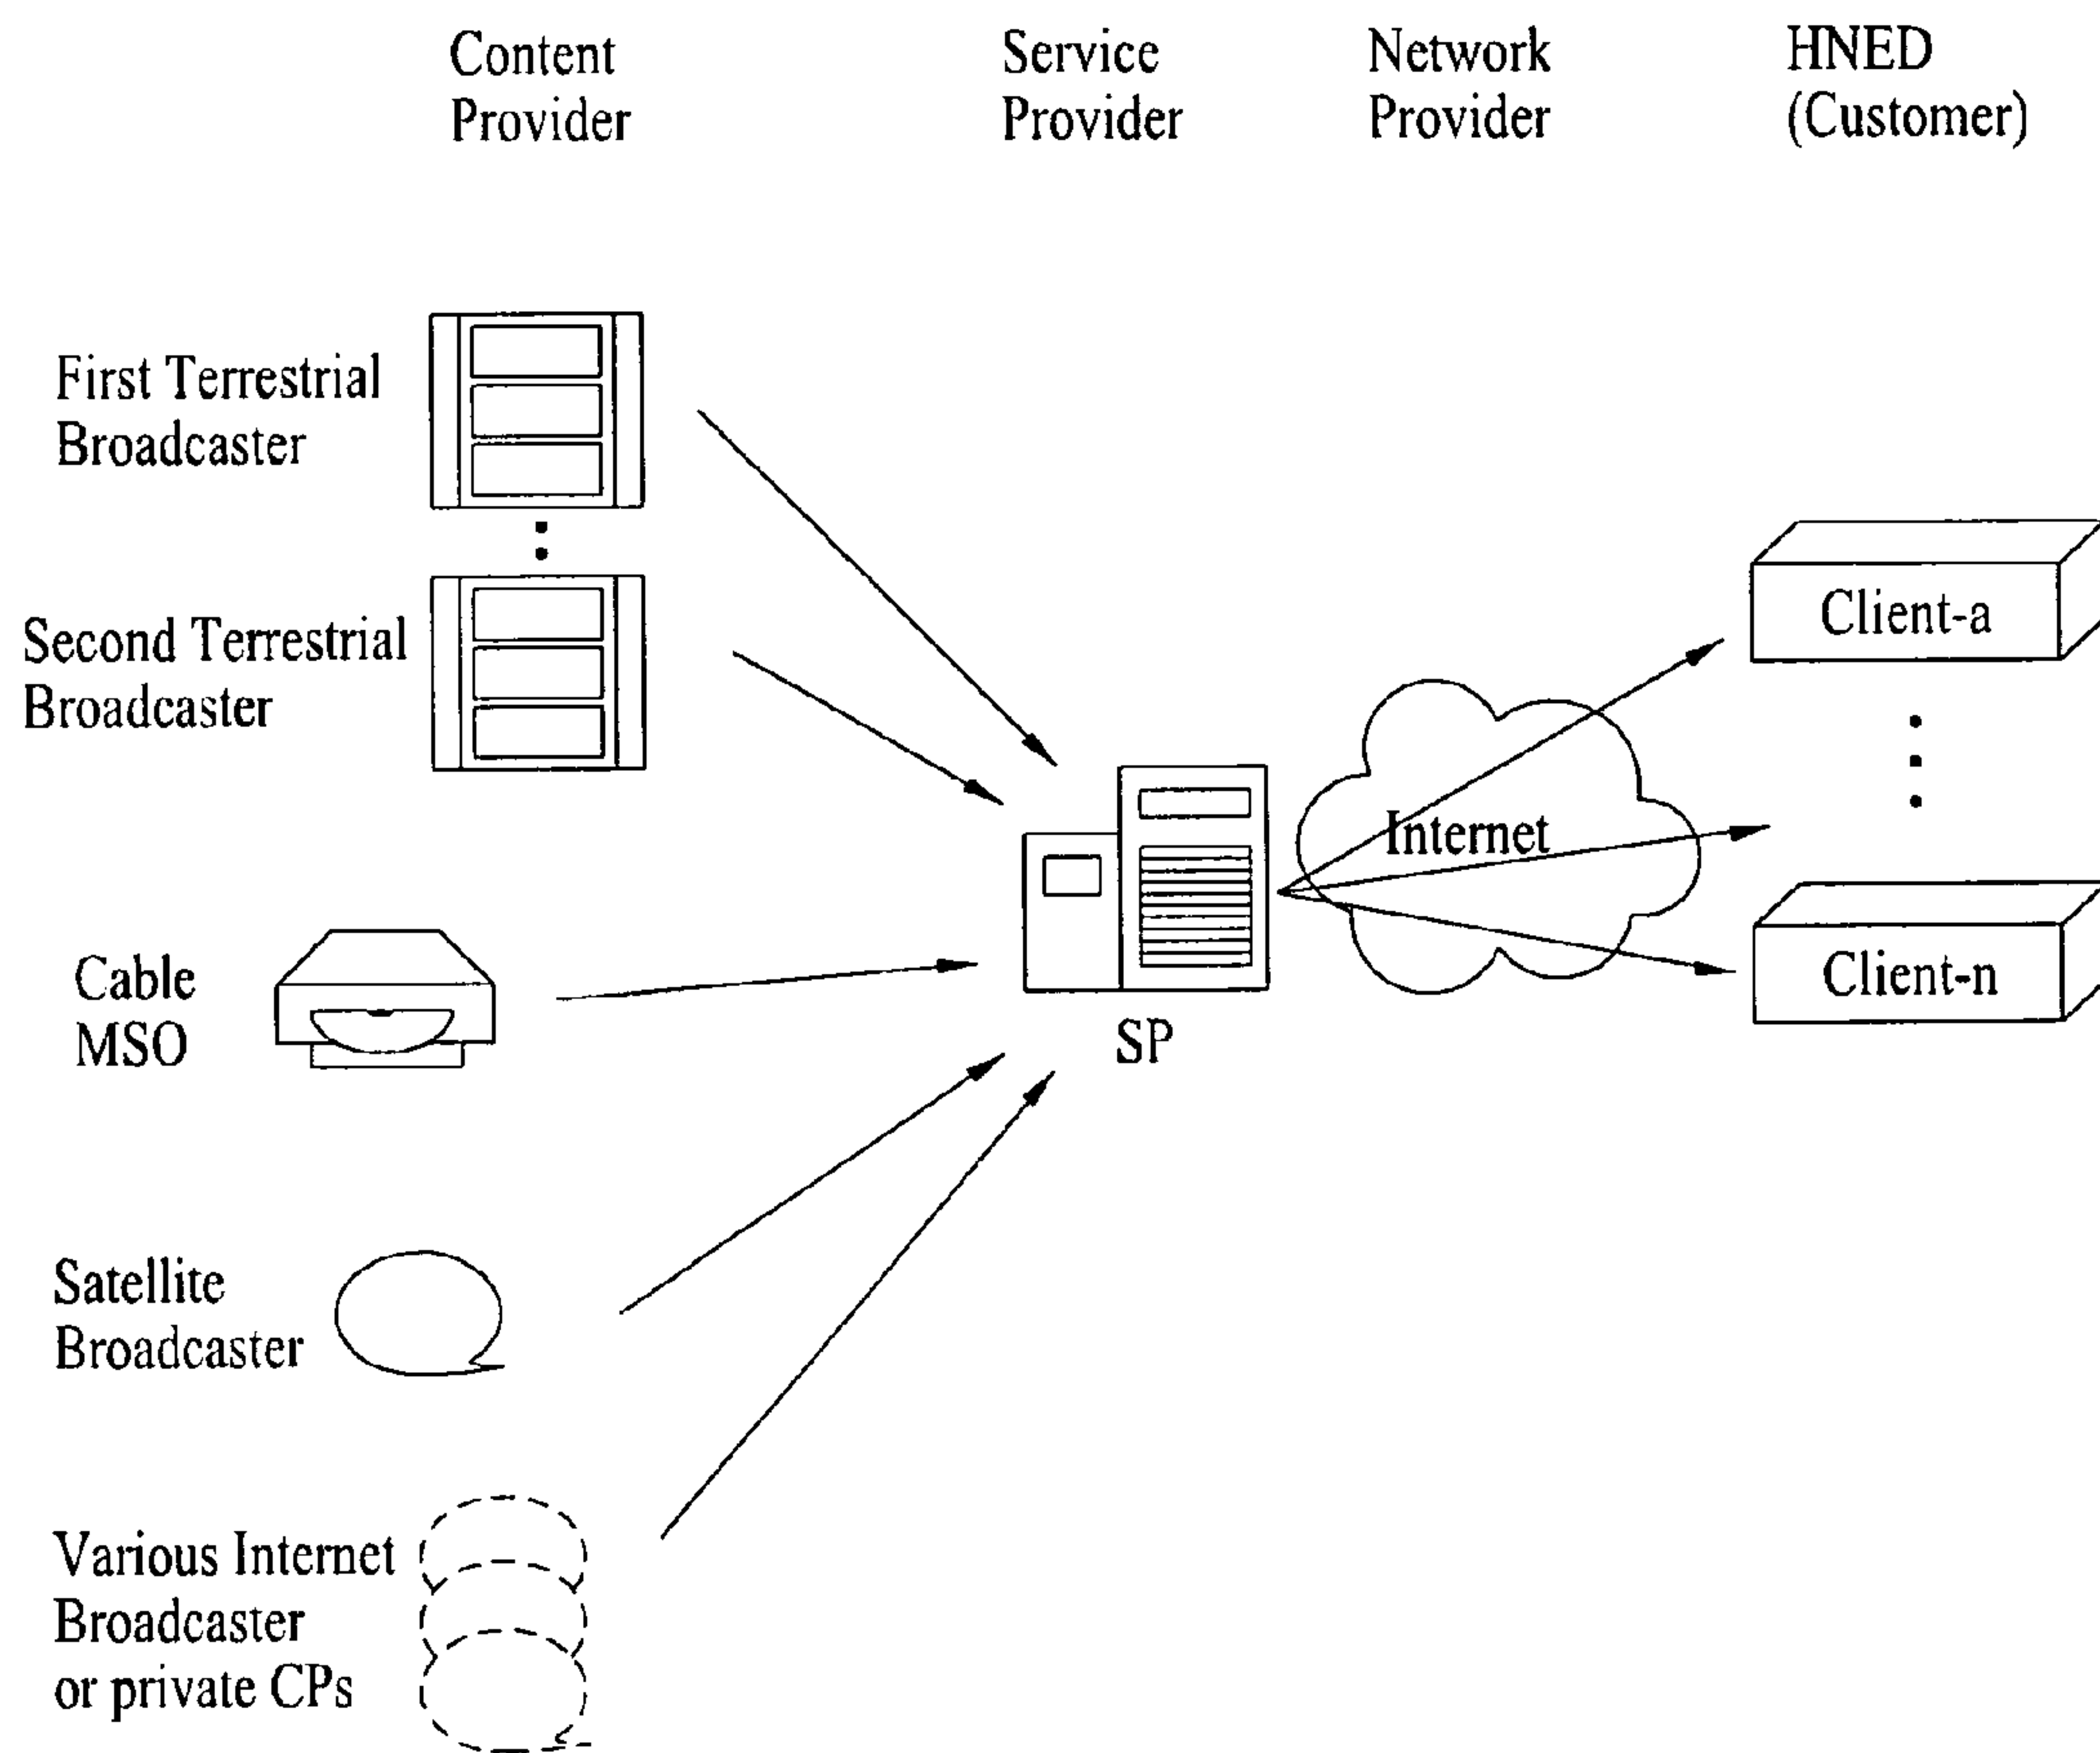 Content
Provider
Service
Provider
Network
Provider
HNED
(Customer)
First Terrestrial
Broadcaster
Second Terrestrial
Broadcaster
Client-a
Internet
Cable
MSO
SP
Client-n
Satellite
Broadcaster
Various Internet
Broadcaster
or private CPs